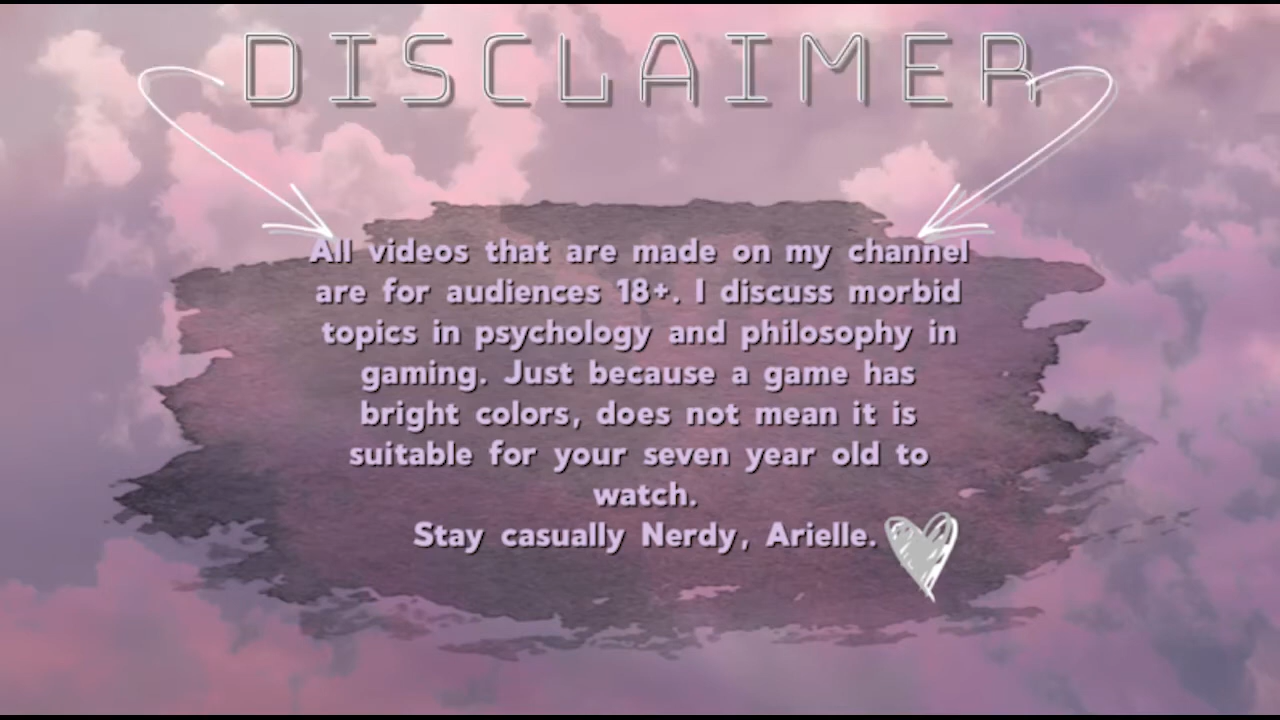 DISCLAIMER
All videos that are made on my channel
are for audiences 18+. I discuss morbid
topics in psychology and philosophy in
gaming. Just because a game has
bright colors, does not mean it is
suitable for your seven year old to
watch.
Stay casually Nerdy, Arielle.